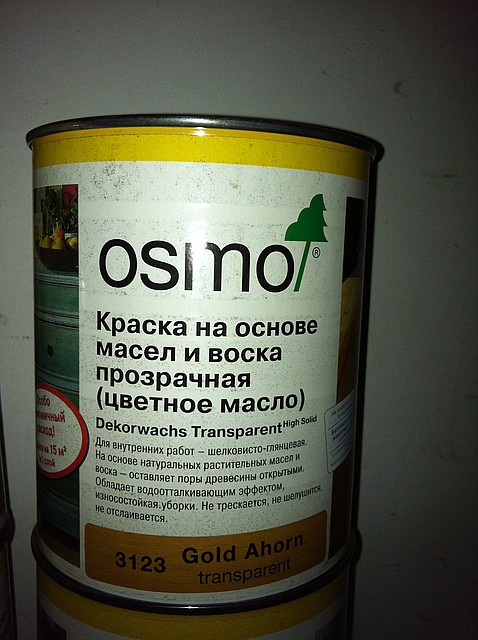 osmo®
Краска на основе
масел и воска
прозрачная
(цветное масло)
Dekorwachs Transparent High Solid
Для внутренних работ – шелковисто-глянцевая.
На основе натуральных растительных масел и
воска – оставляет поры древесины открытыми.
Обладает водоотталкивающим эффектом,
износостойкая.уборки. Не трескается, не шелушится,
не отслаивается.
3123 Gold Ahorn
transparent
15 м²